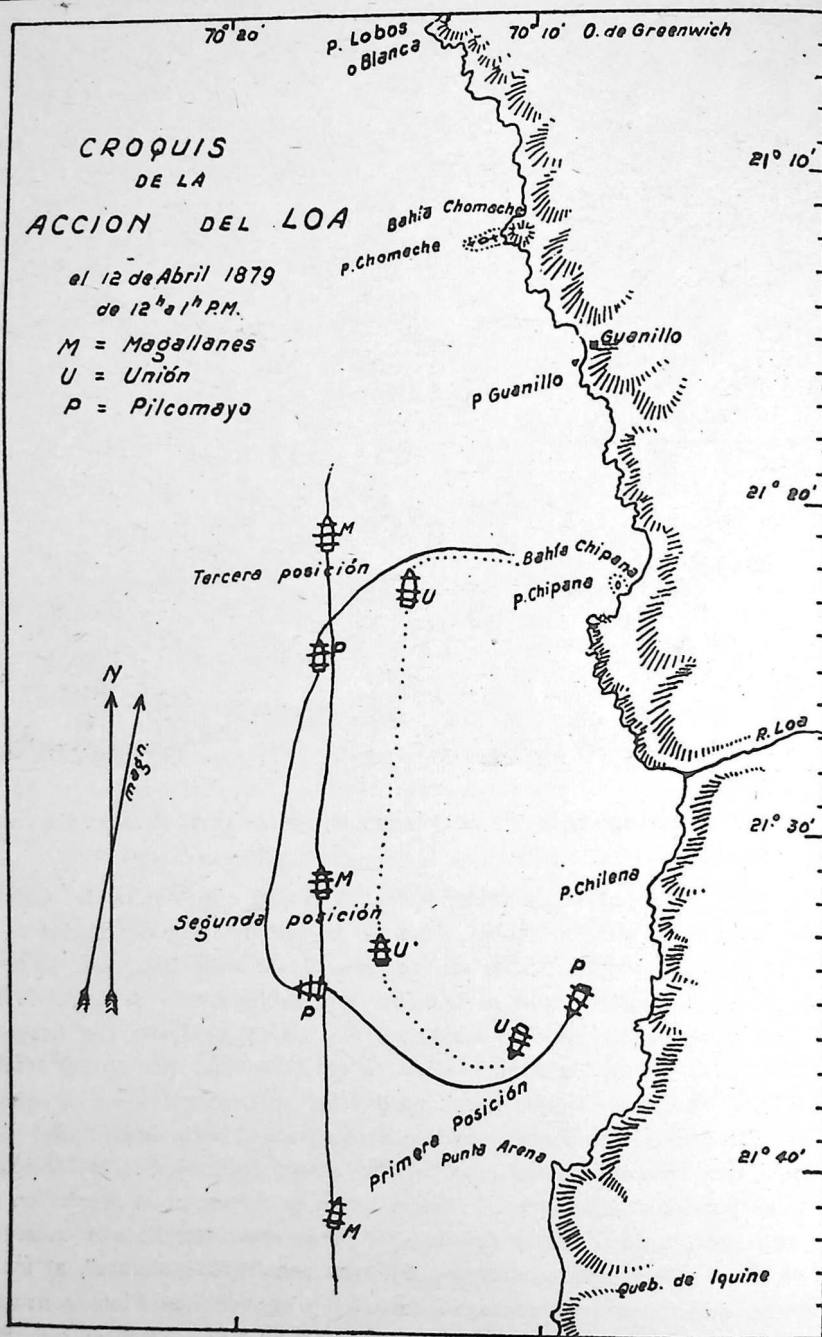 70° 20'
70° 10' O. de Greenwich
P. Lobos
o Blanca
CROQUIS
DE LA
ACCION DEL LOA
el 12 de Abril 1879
de 12ʰ a 1ʰ P.M.
M = Magallanes
U = Unión
P = Pilcomayo
21° 10'
Bahía Chomache
P. Chomache
Guanillo
P Guanillo
21° 20'
M
Tercera posición
Bahía Chipana
P. Chipana
U
P
N
magn.
R. Loa
21° 30'
M
P. Chilena
Segunda posición
U
P
P
U
Primera Posición
Punta Arena
21° 40'
M
Queb. de Iquine